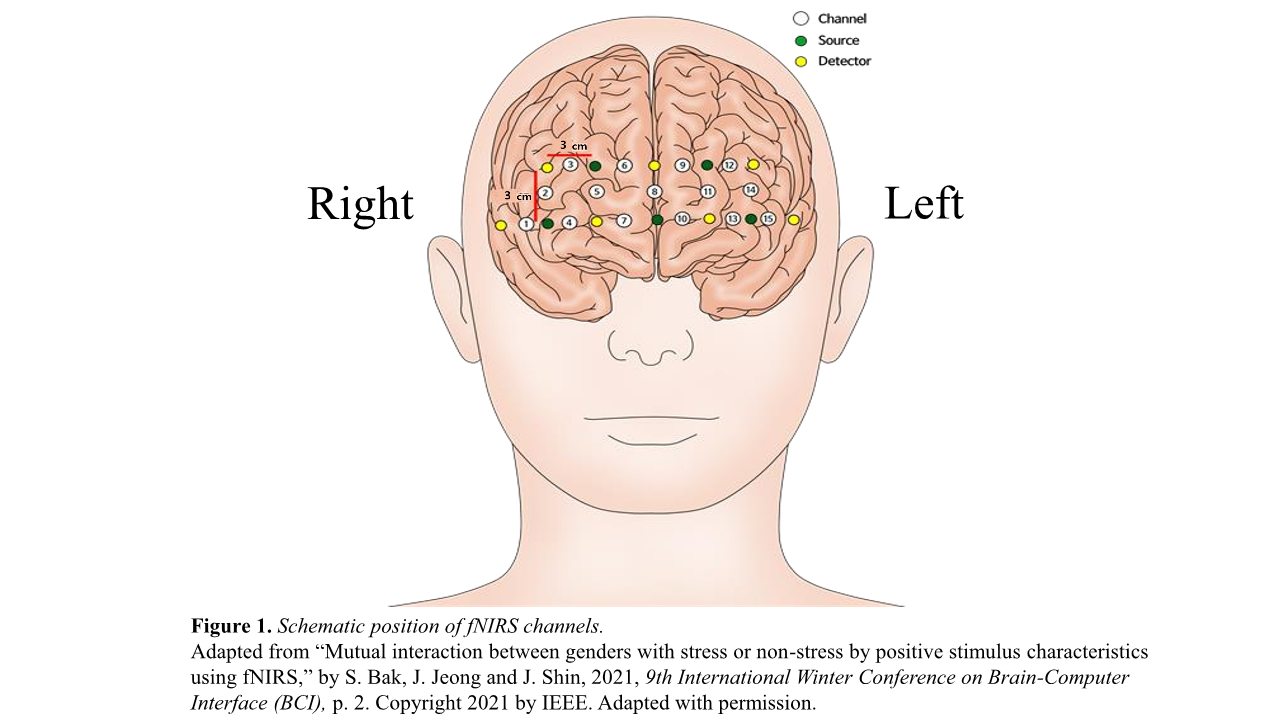 Channel
Source
Detector
3 cm
3 6 9 12
Right
3 cm 2 5 8 11 14
Left
1 4 7 10 13 15
Figure 1. Schematic position of fNIRS channels.
Adapted from “Mutual interaction between genders with stress or non-stress by positive stimulus characteristics
using fNIRS,” by S. Bak, J. Jeong and J. Shin, 2021, 9th International Winter Conference on Brain-Computer
Interface (BCI), p. 2. Copyright 2021 by IEEE. Adapted with permission.